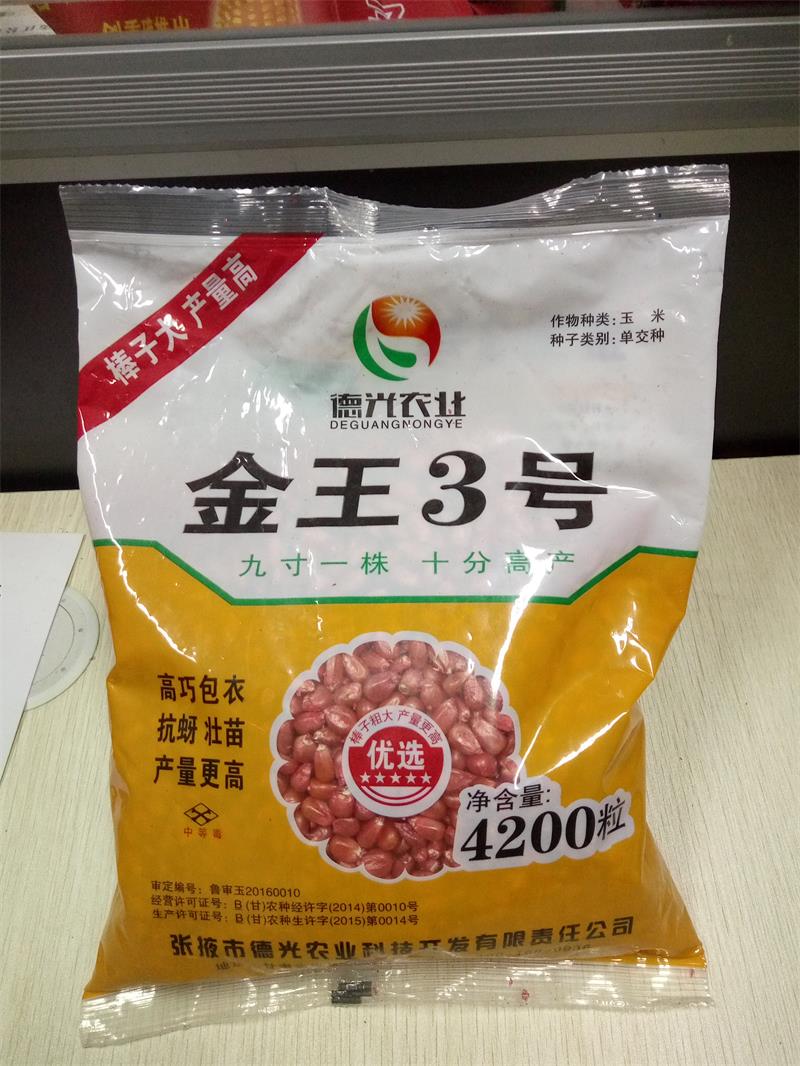 棒子大 产量高
作物种类:玉 米
种子类别:单交种
德光农业
DEGUANGNONGYE
金王3号
九寸一株 十分高产
高巧包衣
抗蚜 壮苗
产量更高
中等毒
棒子粗大 产量更高
优选
净含量:
4200粒
审定编号：鲁审玉20160010
经营许可证号：B(甘)农种经许字(2014)第0010号
生产许可证号：B(甘)农种生许字(2015)第0014号
张掖市德光农业科技开发有限责任公司